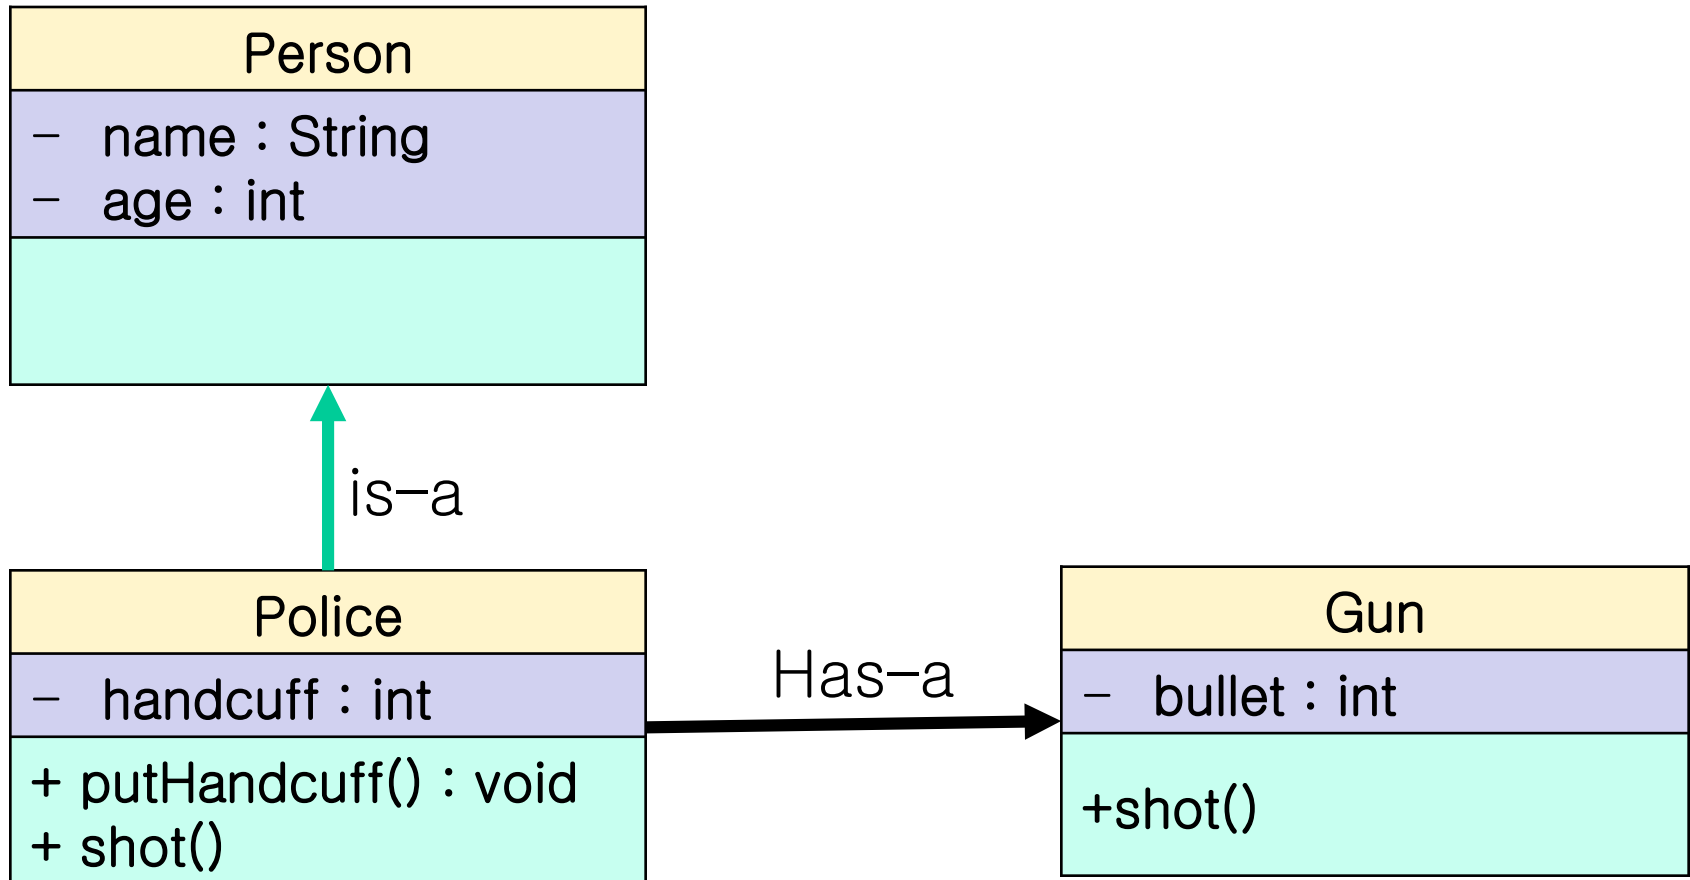 Person
- name : String
- age : int
is-a
Police
- handcuff : int
+ putHandcuff() : void
+ shot()
Has-a
Gun
- bullet : int
+shot()